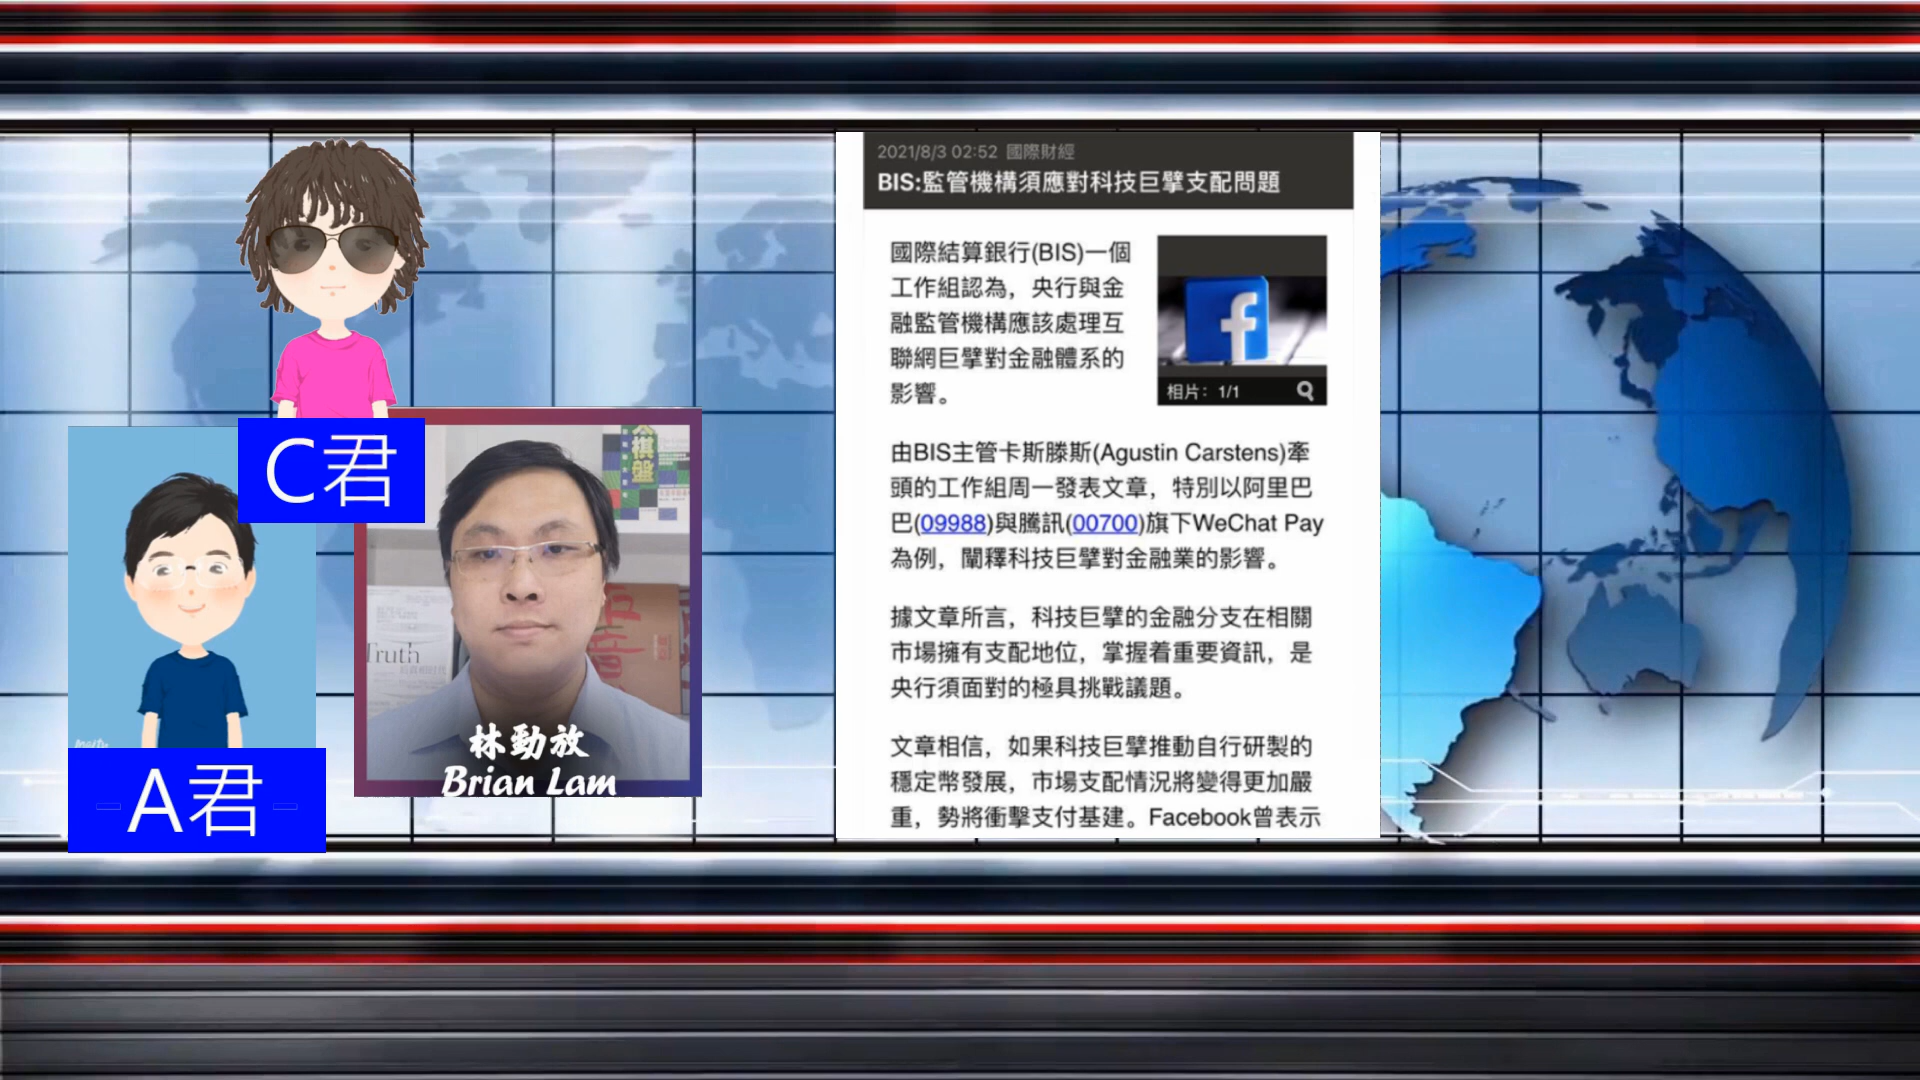 C君
A君
Truth
林勁放
Brian Lam
2021/8/3 02:52 國際財經
BIS:監管機構須應對科技巨擘支配問題
國際結算銀行(BIS)一個
工作組認為，央行與金
融監管機構應該處理互
聯網巨擘對金融體系的
影響。
相片：1/1
由BIS主管卡斯滕斯(Agustin Carstens)牽
頭的工作組周一發表文章，特別以阿里巴
巴(09988)與騰訊(00700)旗下WeChat Pay
為例，闡釋科技巨擘對金融業的影響。
據文章所言，科技巨擘的金融分支在相關
市場擁有支配地位，掌握着重要資訊，是
央行須面對的極具挑戰議題。
文章相信，如果科技巨擘推動自行研製的
穩定幣發展，市場支配情況將變得更加嚴
重，勢將衝擊支付基建。Facebook曾表示